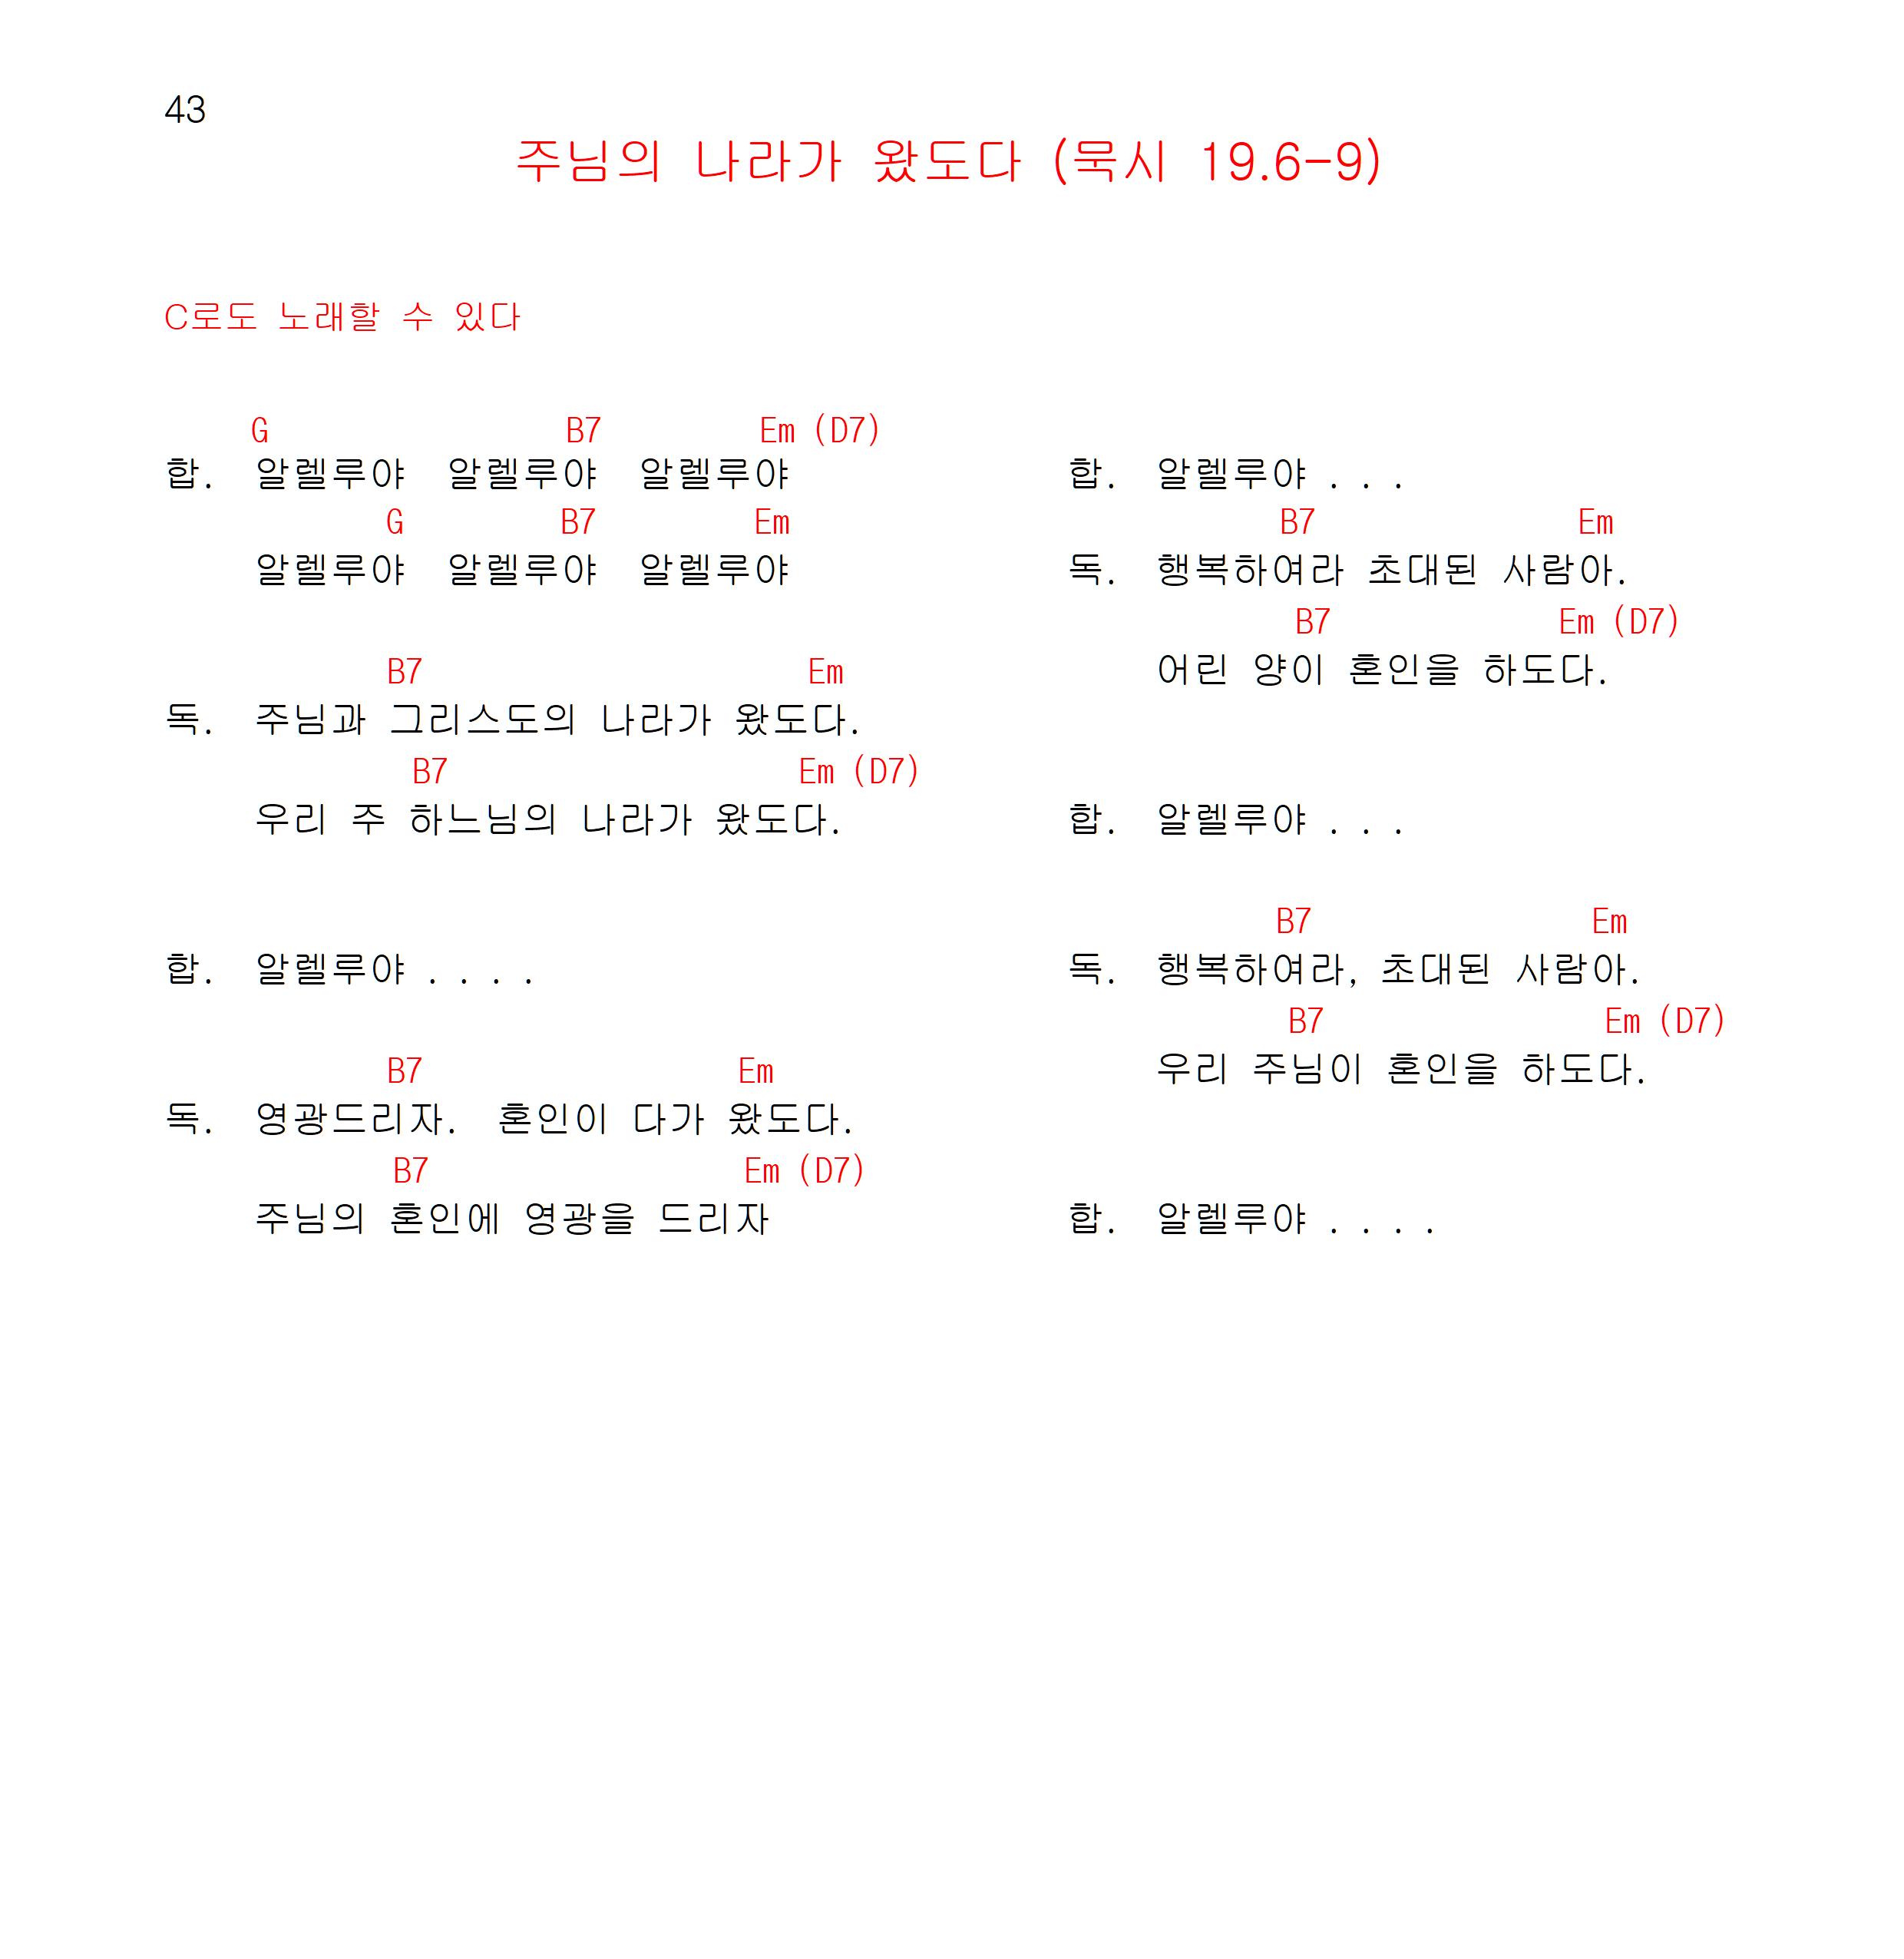 43
주님의 나라가 왔도다 (묵시 19.6-9)
C로도 노래할 수 있다
G B7 Em (D7)
합. 알렐루야 알렐루야 알렐루야
G B7 Em
알렐루야 알렐루야 알렐루야
B7 Em
독. 주님과 그리스도의 나라가 왔도다.
B7 Em (D7)
우리 주 하느님의 나라가 왔도다.
합. 알렐루야 . . . .
B7 Em
독. 영광드리자. 혼인이 다가 왔도다.
B7 Em (D7)
주님의 혼인에 영광을 드리자
합. 알렐루야 . . .
B7 Em
독. 행복하여라 초대된 사람아.
B7 Em (D7)
어린 양이 혼인을 하도다.
합. 알렐루야 . . .
B7 Em
독. 행복하여라, 초대된 사람아.
B7 Em (D7)
우리 주님이 혼인을 하도다.
합. 알렐루야 . . . .